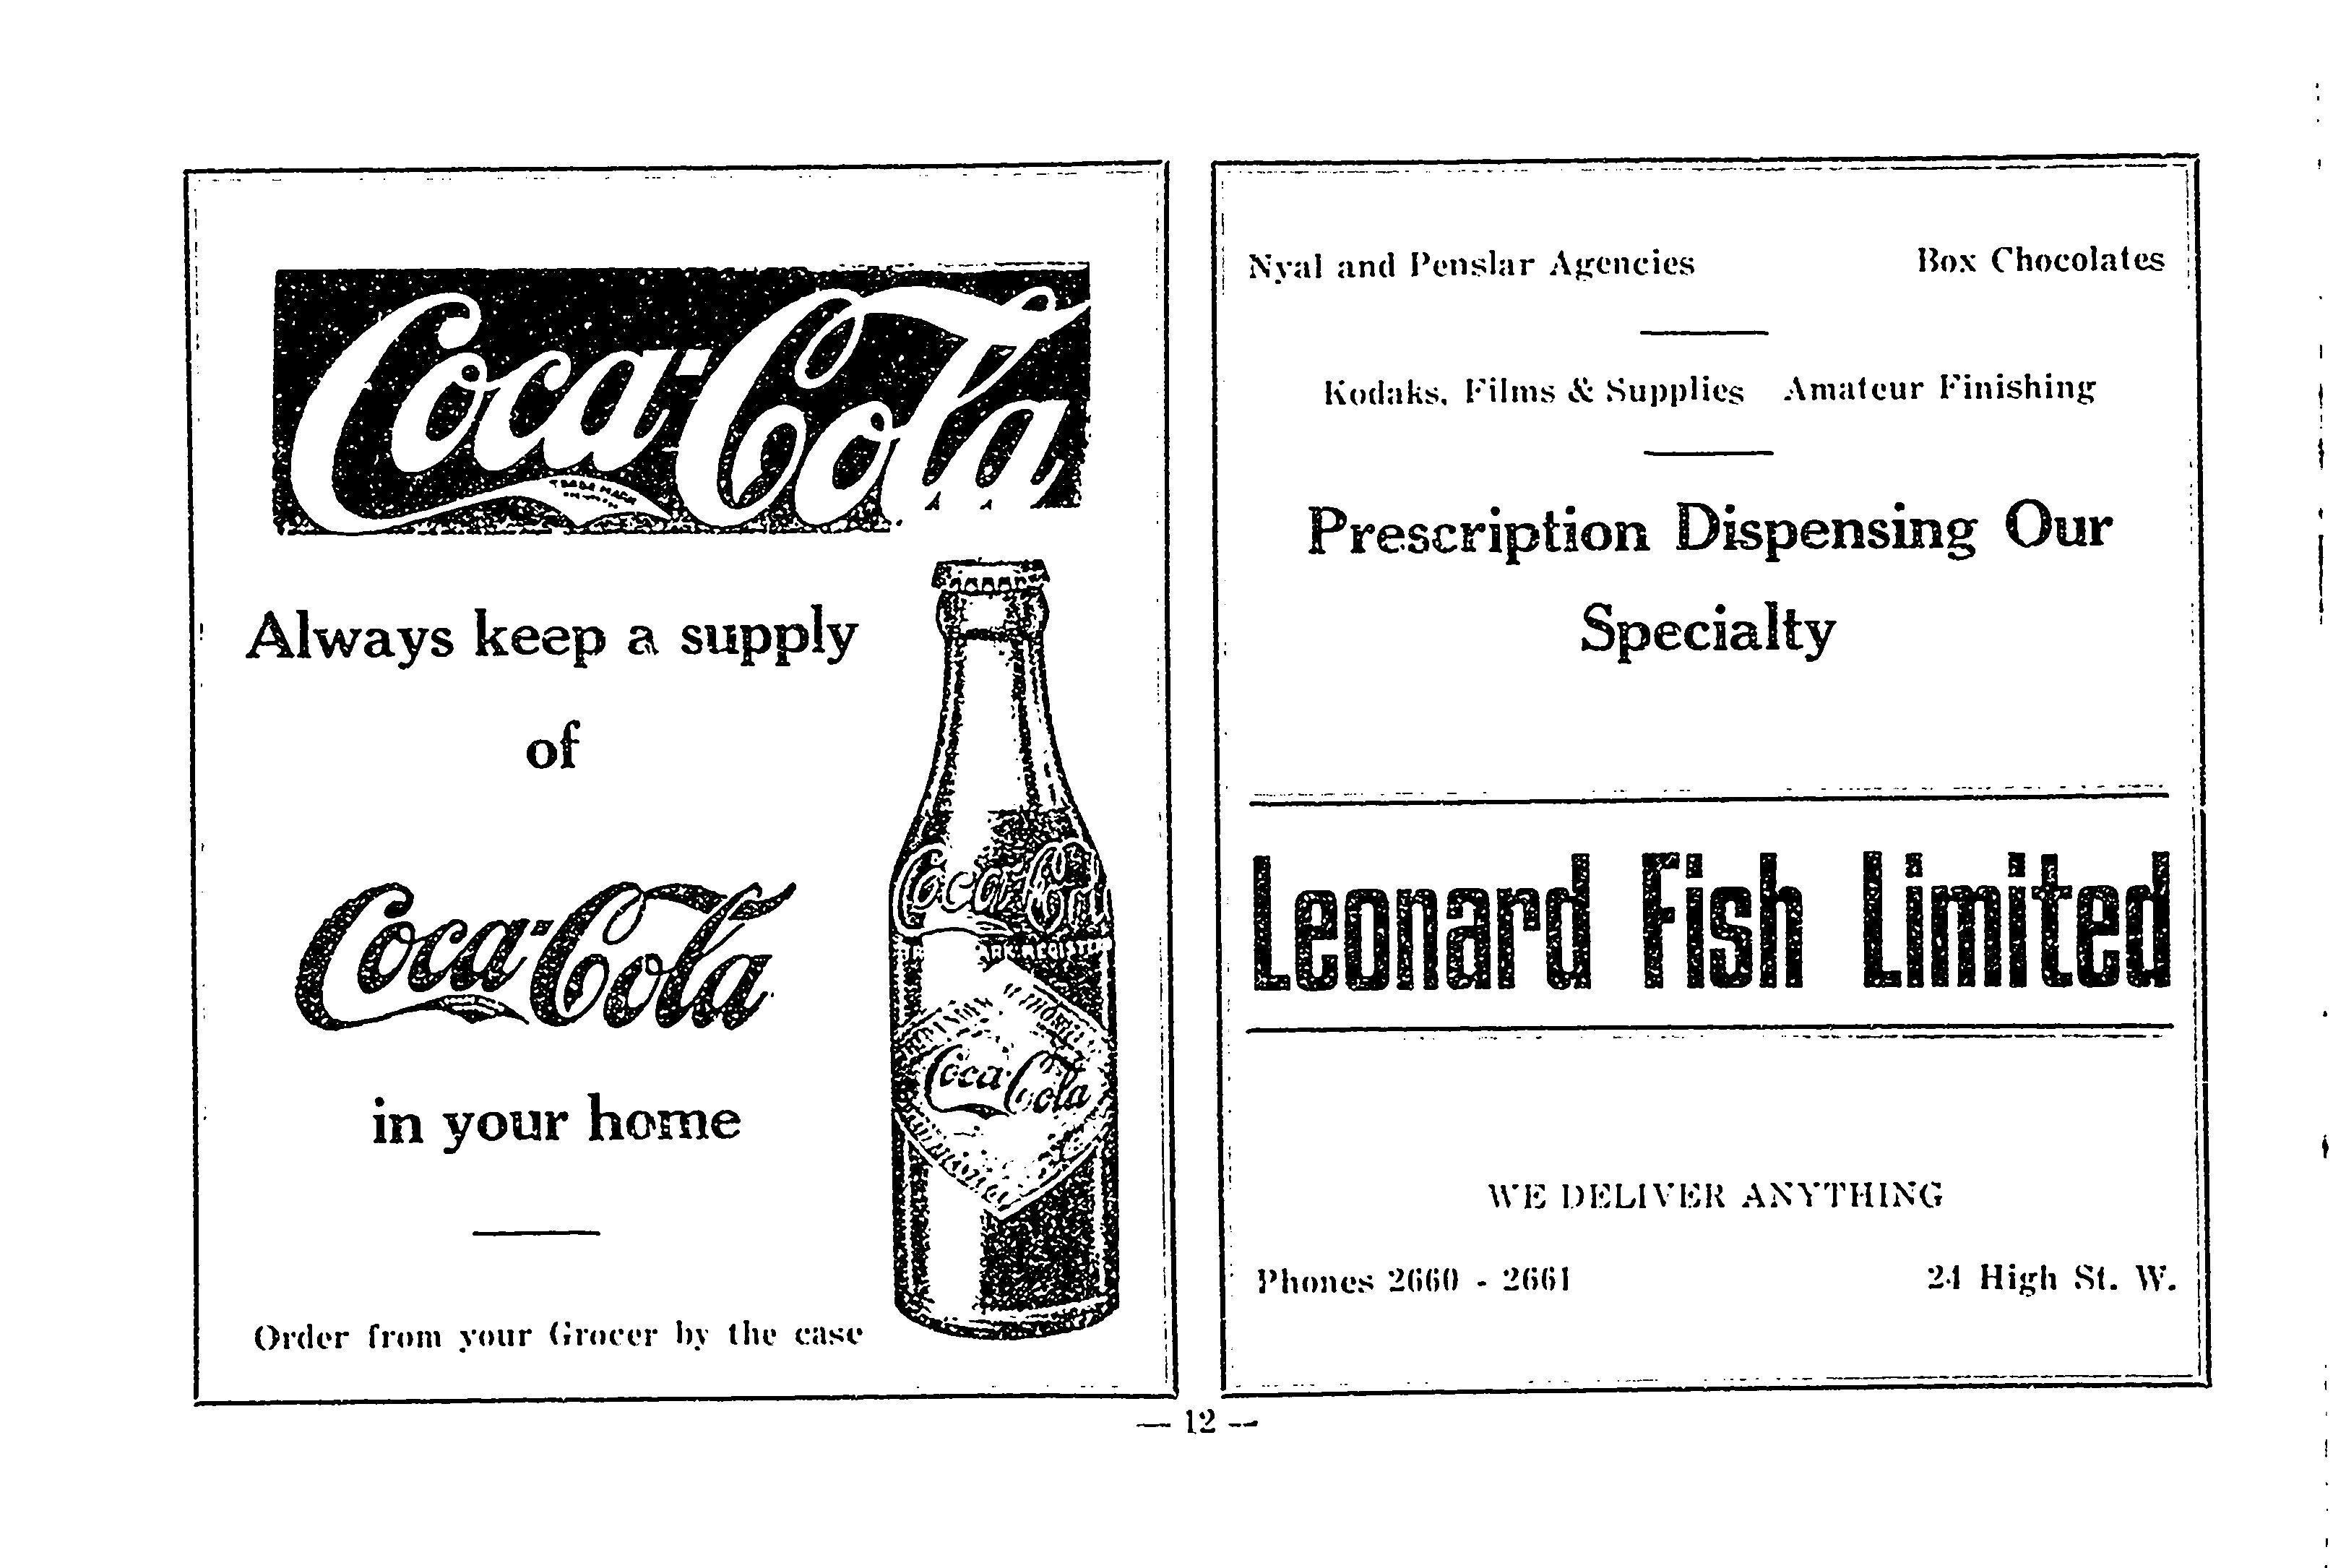 Coca-Cola
TRADE MARK
Always keep a supply
of
Coca-Cola
in your home
Order from your Grocer by the case
Coca-Cola
Coca-Cola
Nyal and Penslar Agencies Box Chocolates
Kodaks, Films & Supplies Amateur Finishing
Prescription Dispensing Our
Specialty
Leonard Fish Limited
WE DELIVER ANYTHING
Phones 2660 - 2661 24 High St. W.
— 12 —